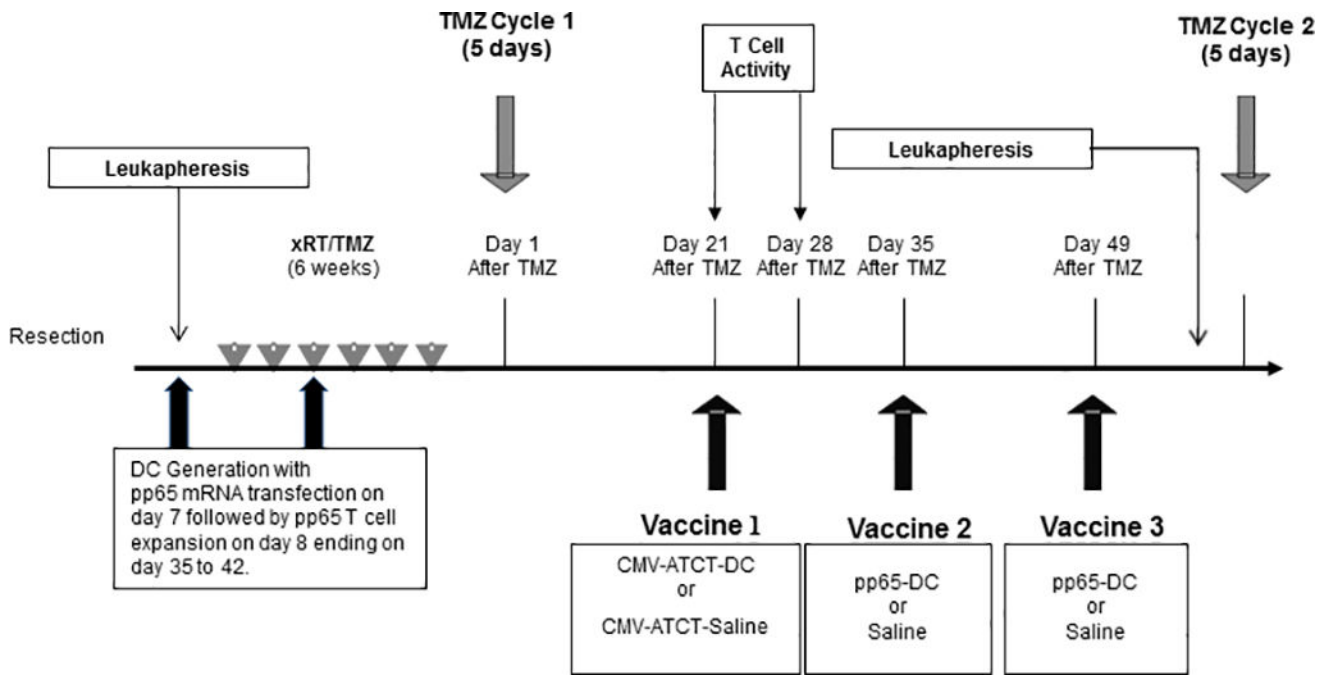 TMZ Cycle 1
(5 days)
T Cell
Activity
TMZ Cycle 2
(5 days)
Leukapheresis
Leukapheresis
xRT/TMZ
(6 weeks)
Day 1
After TMZ
Day 21
After TMZ
Day 28
After TMZ
Day 35
After TMZ
Day 49
After TMZ
Resection
DC Generation with
pp65 mRNA transfection on
day 7 followed by pp65 T cell
expansion on day 8 ending on
day 35 to 42.
Vaccine 1
CMV-ATCT-DC
or
CMV-ATCT-Saline
Vaccine 2
pp65-DC
or
Saline
Vaccine 3
pp65-DC
or
Saline